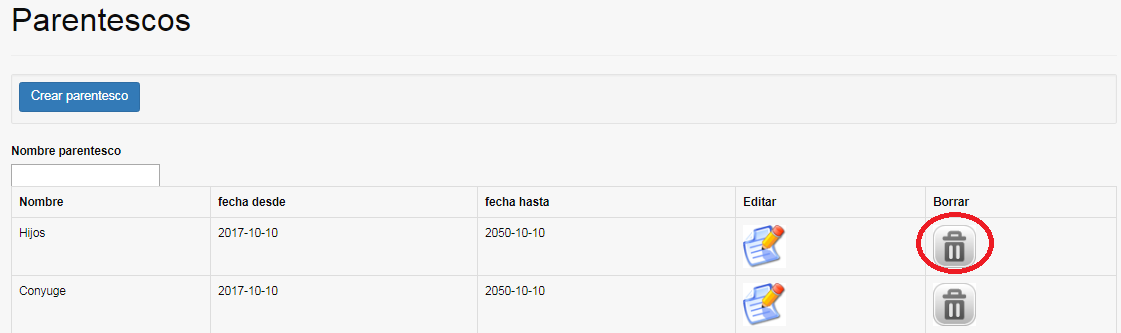 Parentescos
Crear parentesco
Nombre parentesco
Nombre fecha desde fecha hasta Editar Borrar
Hijos 2017-10-10 2050-10-10
Conyuge 2017-10-10 2050-10-10